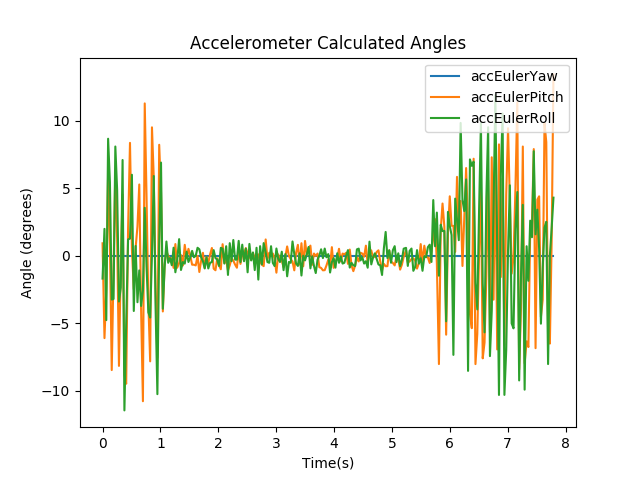 Accelerometer Calculated Angles
accEulerYaw
accEulerPitch
accEulerRoll
Angle (degrees)
10
5
0
−5
−10
0 1 2 3 4 5 6 7 8
Time(s)